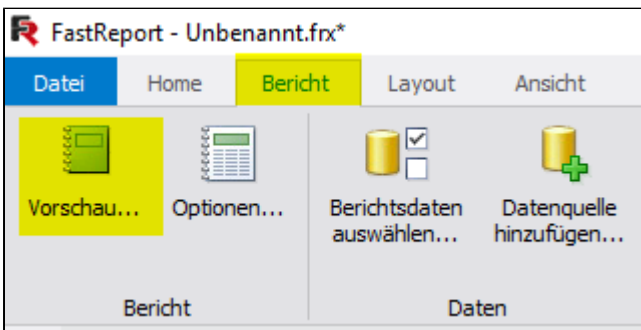 FastReport - Unbenannt.frx*
Datei Home Bericht Layout Ansicht
Vorschau... Optionen... Berichtsdaten auswählen... Datenquelle hinzufügen...
Bericht Daten